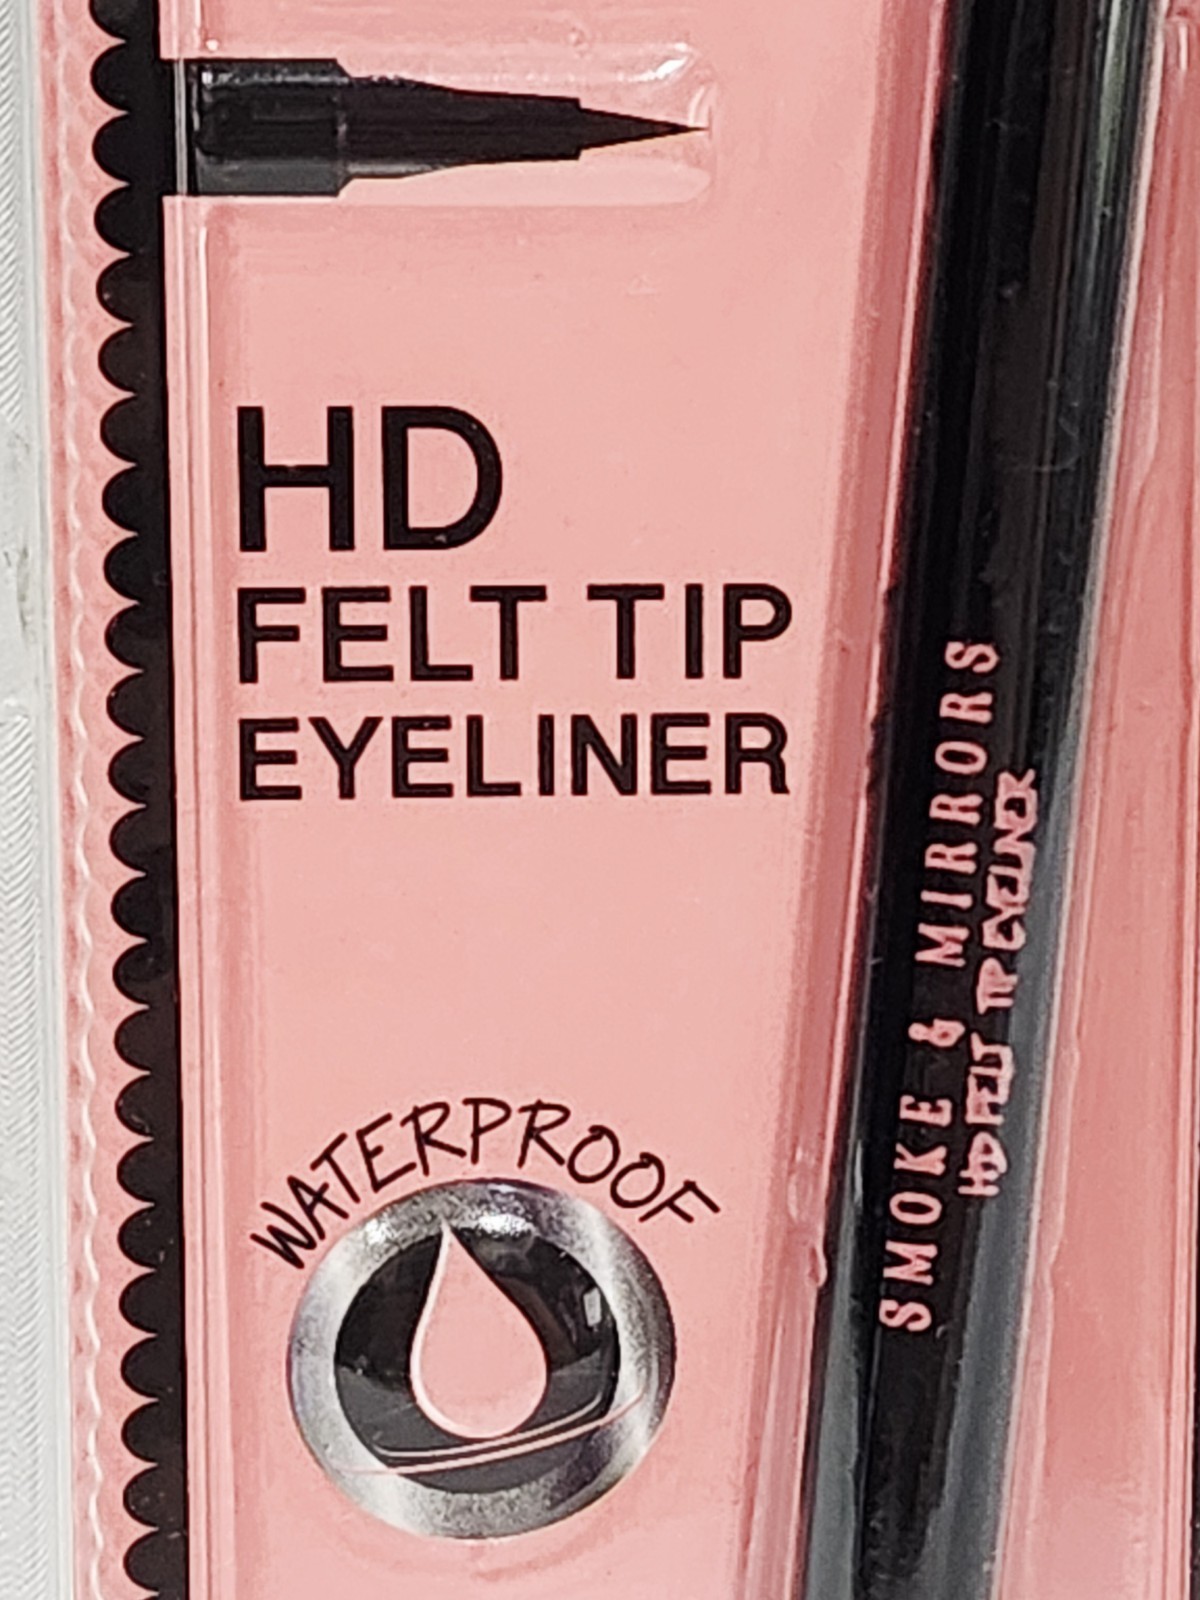 HD
FELT TIP
EYELINER
WATERPROOF
SMOKE & MIRRORS
HD FELT TIP EYELINER